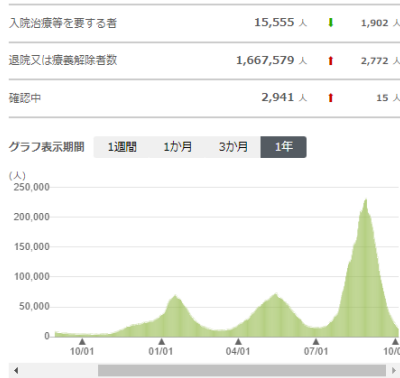 入院治療等を要する者 15,555 人 ⬇ 1,902 人
退院又は療養解除者数 1,667,579 人 ⬆ 2,772 人
確認中 2,941 人 ⬆ 15 人
グラフ表示期間 1週間 1か月 3か月 1年
(人)
250,000
200,000
150,000
100,000
50,000
0
10/01 01/01 04/01 07/01 10/0